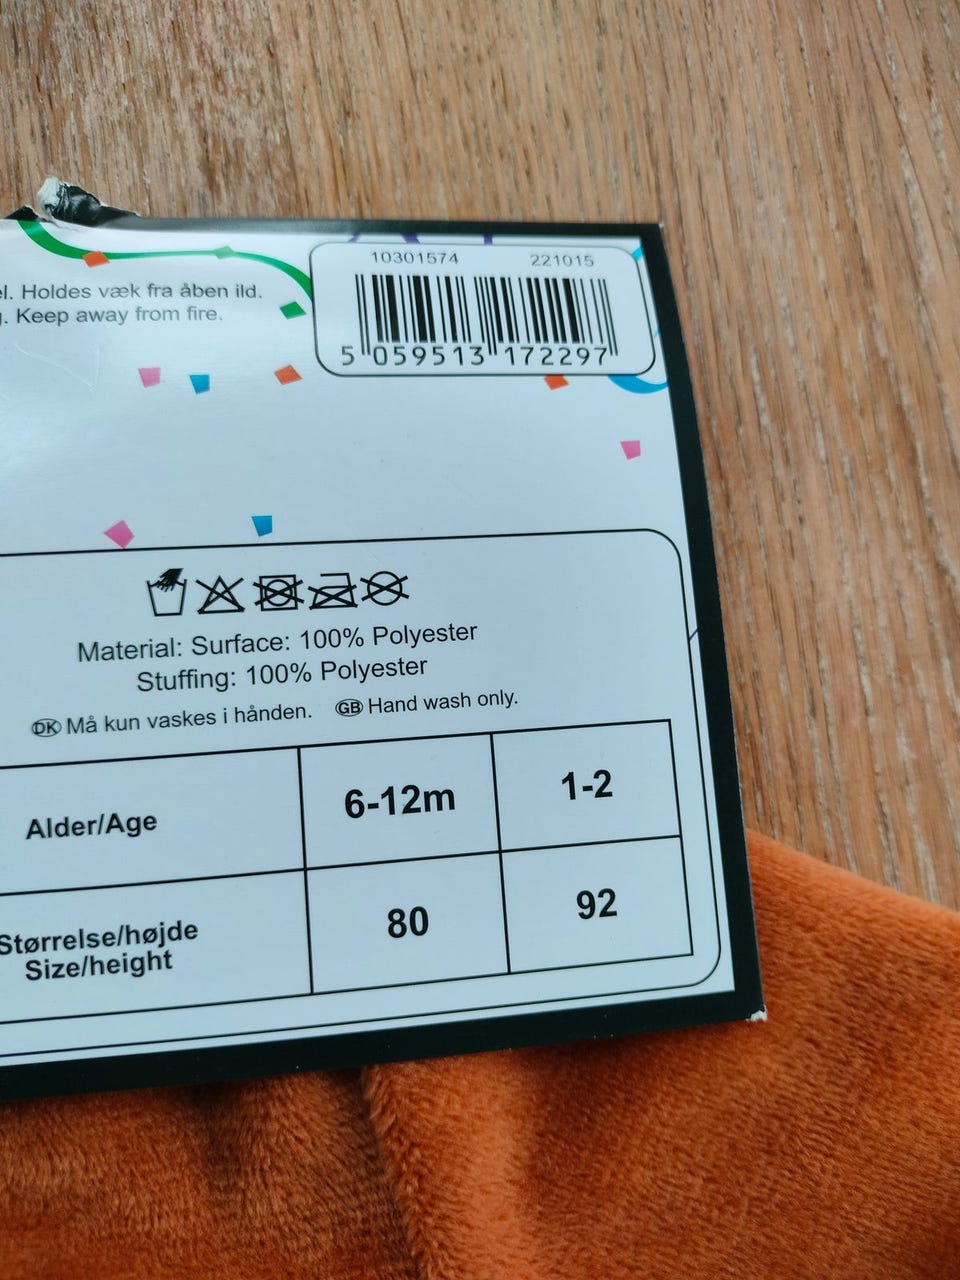 10301574 221015
5 059513 172297
el. Holdes væk fra åben ild.
g. Keep away from fire.
Material: Surface: 100% Polyester
Stuffing: 100% Polyester
DK Må kun vaskes i hånden. GB Hand wash only.
Alder/Age 6-12m 1-2
Størrelse/højde
Size/height 80 92